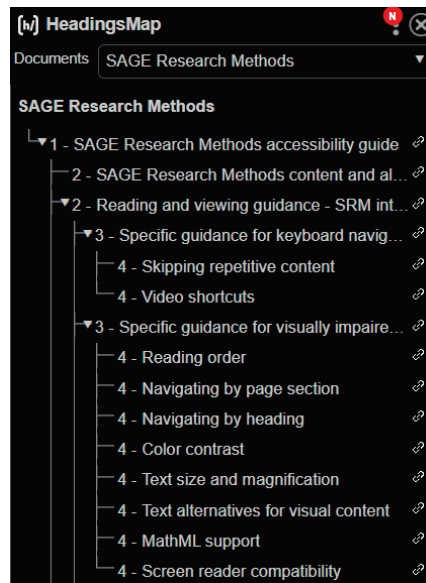 [h/] HeadingsMap
N
Documents SAGE Research Methods
SAGE Research Methods
1 - SAGE Research Methods accessibility guide
2 - SAGE Research Methods content and al...
2 - Reading and viewing guidance - SRM int...
3 - Specific guidance for keyboard navig...
4 - Skipping repetitive content
4 - Video shortcuts
3 - Specific guidance for visually impaire...
4 - Reading order
4 - Navigating by page section
4 - Navigating by heading
4 - Color contrast
4 - Text size and magnification
4 - Text alternatives for visual content
4 - MathML support
4 - Screen reader compatibility